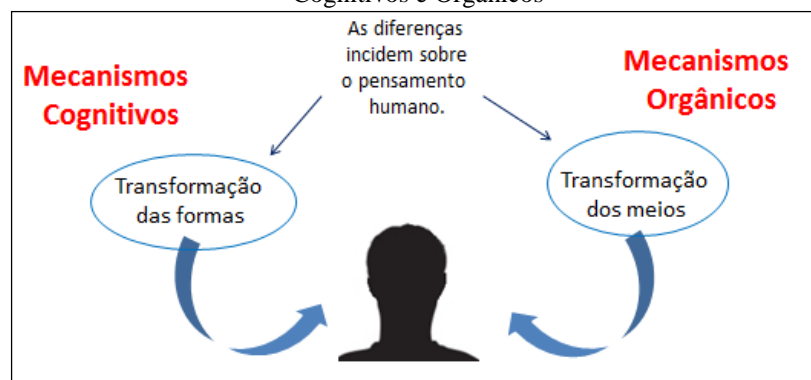 Cognitivos e Orgânicos
As diferenças
incidem sobre
o pensamento
humano.
Mecanismos
Cognitivos
Mecanismos
Orgânicos
Transformação
das formas
Transformação
dos meios